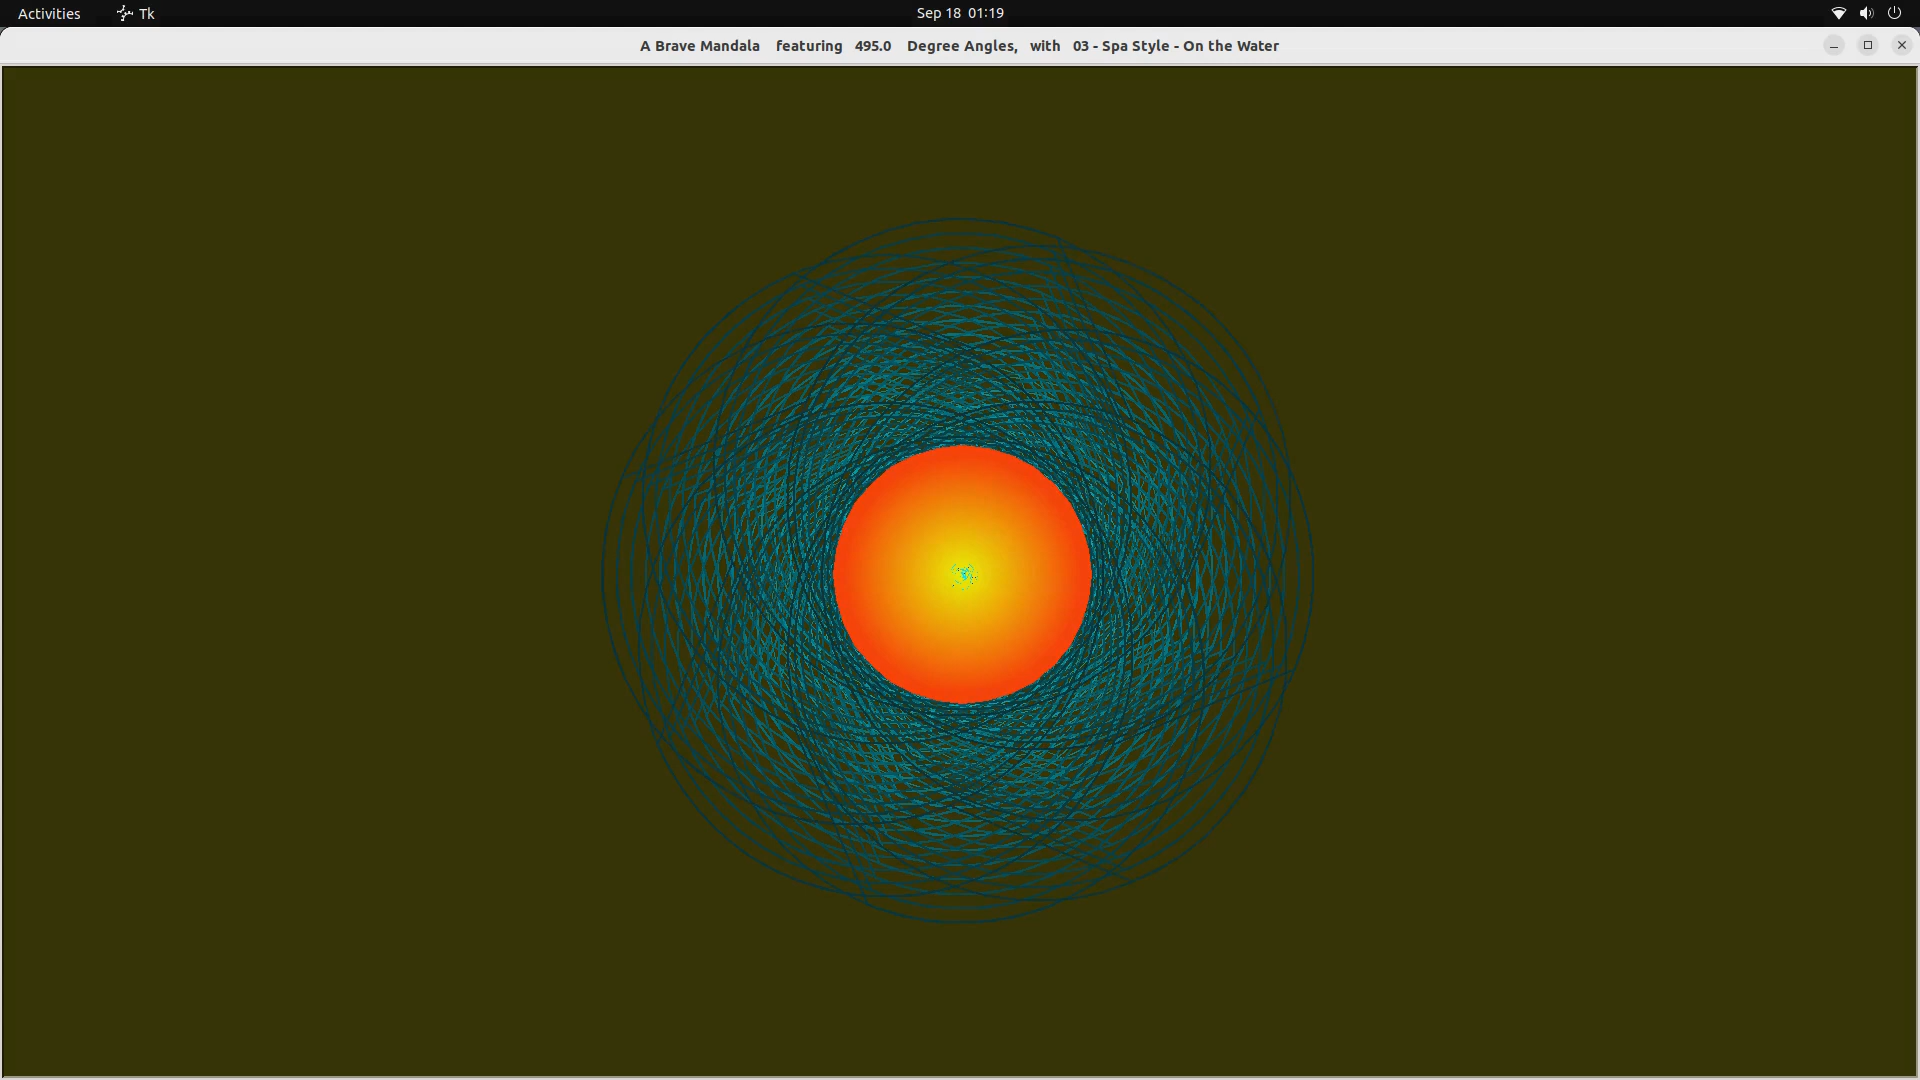 Activities Tk Sep 18 01:19
A Brave Mandala featuring 495.0 Degree Angles, with 03 - Spa Style - On the Water